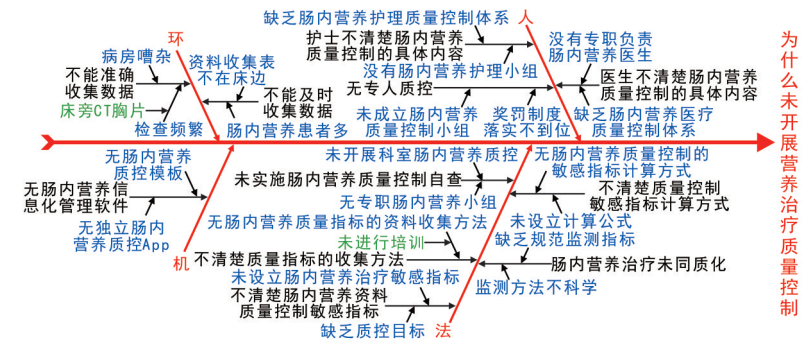 缺乏肠内营养护理质量控制体系
人
护士不清楚肠内营养
质量控制的具体内容
没有专职负责
肠内营养医生
环
病房嘈杂
资料收集表
不在床边
不能准确
收集数据
没有肠内营养护理小组
无专人质控
医生不清楚肠内营养
质量控制的具体内容
床旁CT胸片
不能及时
收集数据
检查频繁
肠内营养患者多
未成立肠内营养
质量控制小组
奖罚制度
落实不到位
缺乏肠内营养医疗
质量控制体系
为什么未开展营养治疗质量控制
无肠内营养
质控模板
未开展科室肠内营养质控
无肠内营养质量控制的
敏感指标计算方式
未实施肠内营养质量控制自查
无肠内营养信
息化管理软件
不清楚质量控制
敏感指标计算方式
无专职肠内营养小组
无独立肠内
营养质控App
无肠内营养质量指标的资料收集方法
未设立计算公式
未进行培训
缺乏规范监测指标
机
不清楚质量指标的收集方法
肠内营养治疗未同质化
未设立肠内营养治疗敏感指标
监测方法不科学
不清楚肠内营养资料
质量控制敏感指标
缺乏质控目标
法